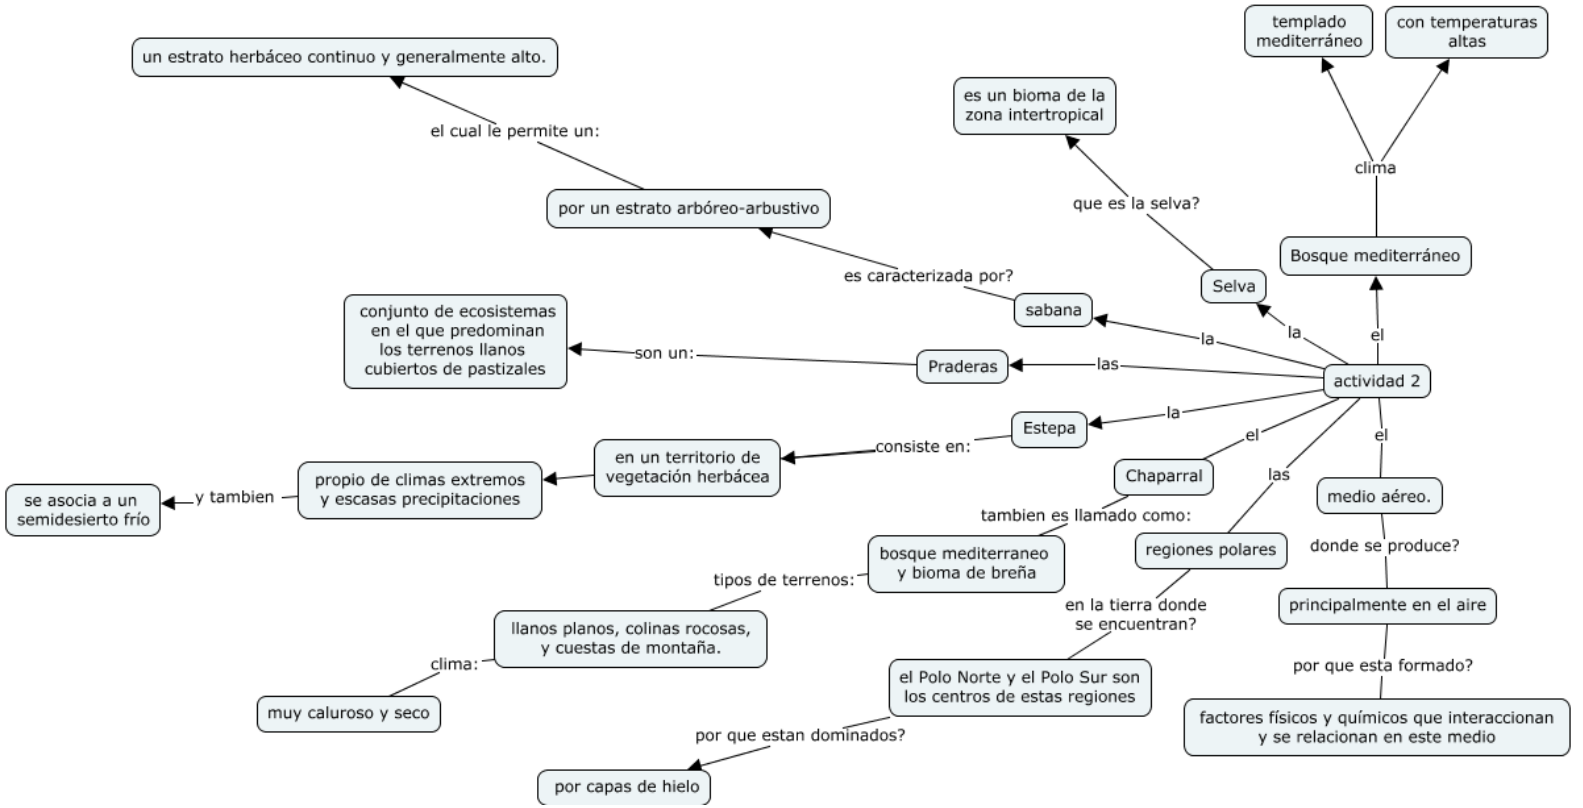 templado
mediterráneo
con temperaturas
altas
un estrato herbáceo continuo y generalmente alto.
es un bioma de la
zona intertropical
el cual le permite un:
clima
que es la selva?
por un estrato arbóreo-arbustivo
Bosque mediterráneo
es caracterizada por?
Selva
sabana
conjunto de ecosistemas
en el que predominan
los terrenos llanos
cubiertos de pastizales
son un:
Praderas
las
la
la
el
actividad 2
la
Estepa
consiste en:
en un territorio de
vegetación herbácea
propio de climas extremos
y escasas precipitaciones
y tambien
se asocia a un
semidesierto frío
el
Chaparral
tambien es llamado como:
bosque mediterraneo
y bioma de breña
tipos de terrenos:
llanos planos, colinas rocosas,
y cuestas de montaña.
clima:
muy caluroso y seco
las
regiones polares
en la tierra donde
se encuentran?
el Polo Norte y el Polo Sur son
los centros de estas regiones
por que estan dominados?
por capas de hielo
el
medio aéreo.
donde se produce?
principalmente en el aire
por que esta formado?
factores físicos y químicos que interaccionan
y se relacionan en este medio